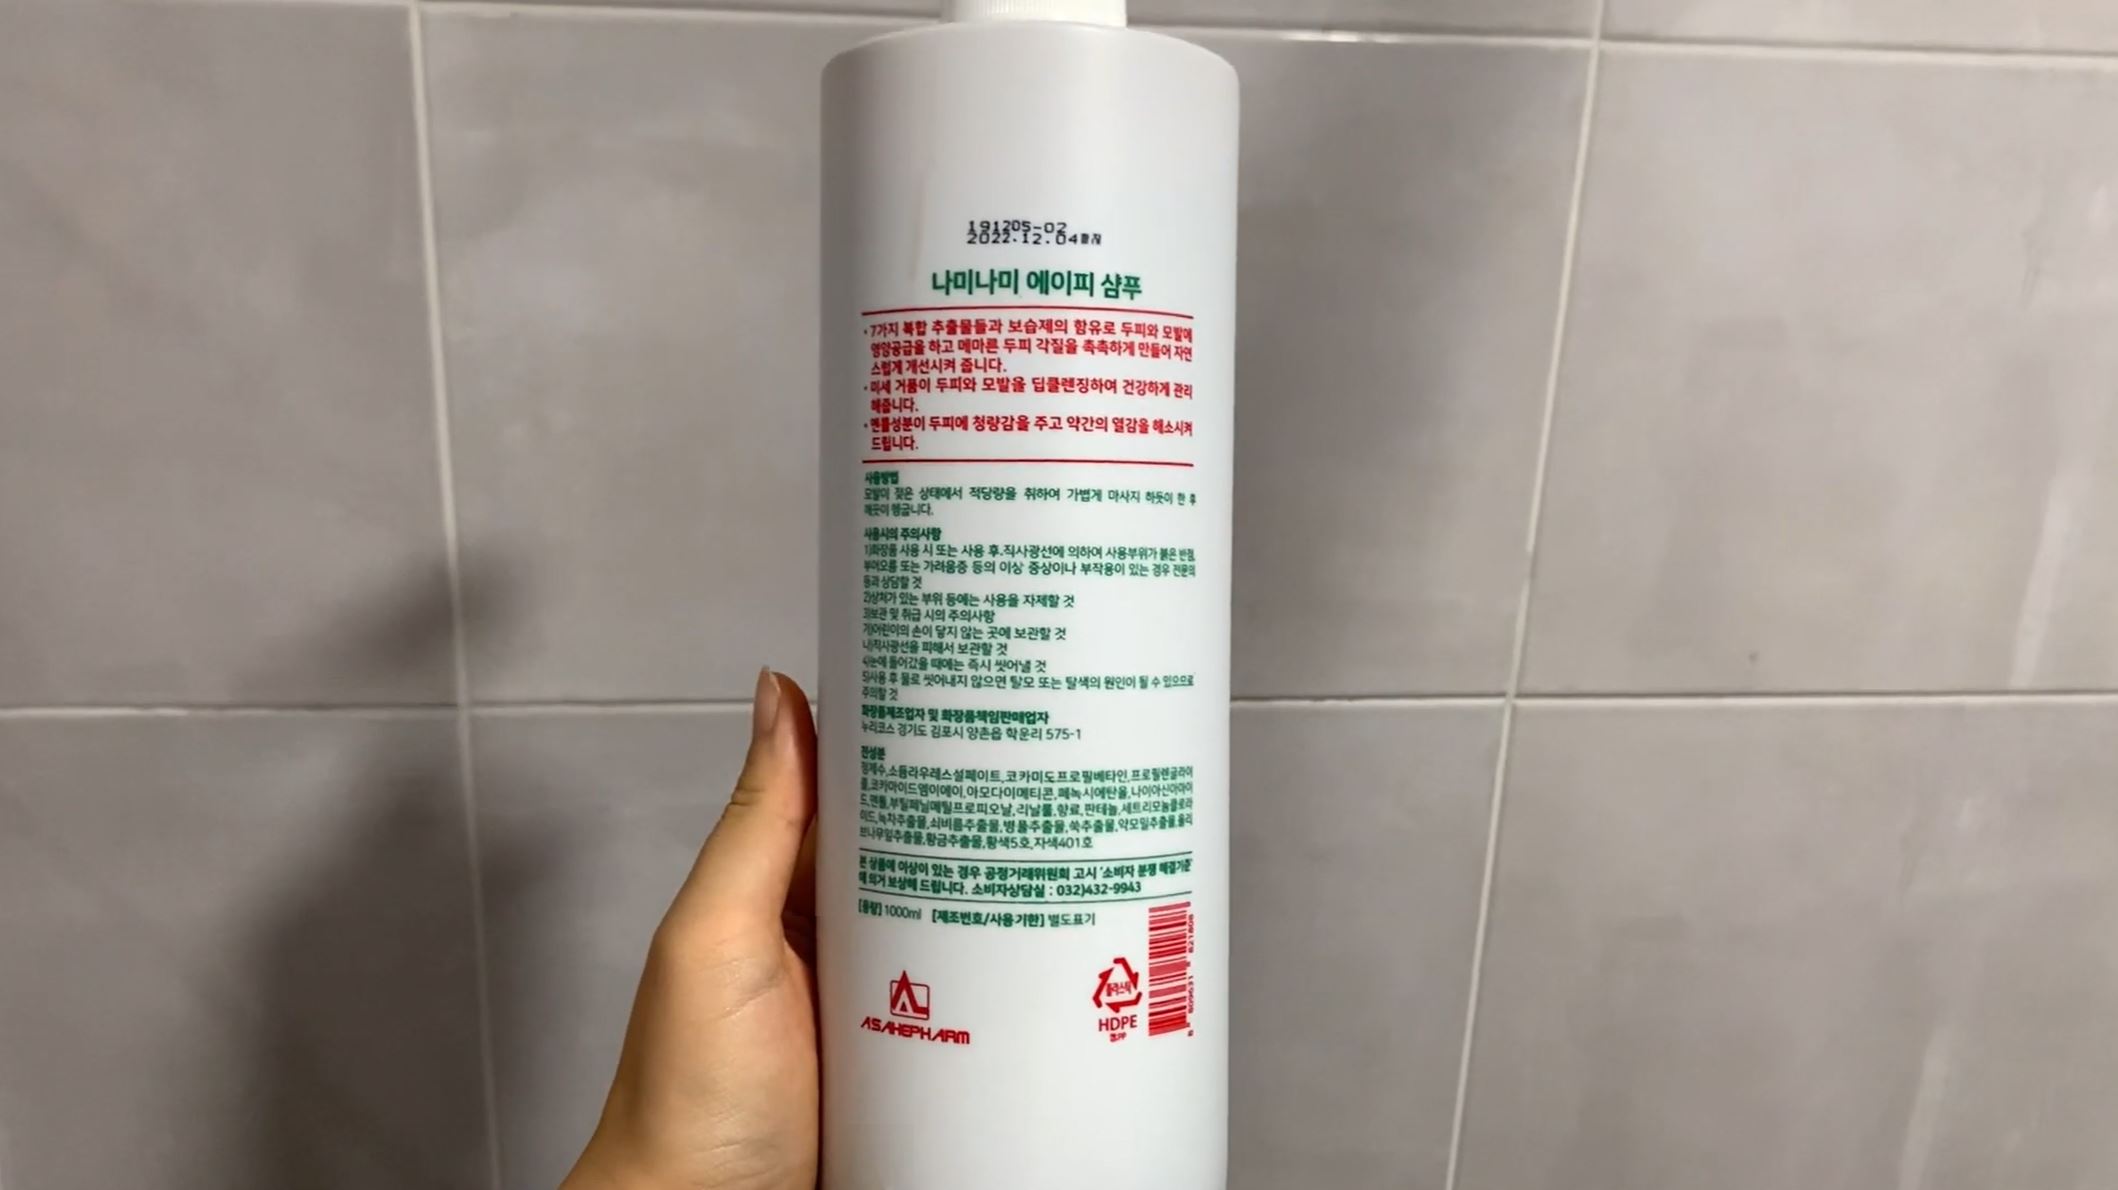 191205-02
2022.12.04까지
나미나미 에이피 샴푸
• 7가지 복합 추출물들과 보습제의 함유로 두피와 모발에
영양공급을 하고 메마른 두피 각질을 촉촉하게 만들어 자연
스럽게 개선시켜 줍니다.
• 미세 거품이 두피와 모발을 딥클렌징하여 건강하게 관리
해줍니다.
• 멘톨성분이 두피에 청량감을 주고 약간의 열감을 해소시켜
드립니다.
사용방법
모발이 젖은 상태에서 적당량을 취하여 가볍게 마사지 하듯이 한 후
깨끗이 헹굽니다.
사용시의 주의사항
1)화장품 사용 시 또는 사용 후 직사광선에 의하여 사용부위가 붉은 반점,
부어오름 또는 가려움증 등의 이상 증상이나 부작용이 있는 경우 전문의
등과 상담할 것
2)상처가 있는 부위 등에는 사용을 자제할 것
3)보관 및 취급 시의 주의사항
가)어린이의 손이 닿지 않는 곳에 보관할 것
나)직사광선을 피해서 보관할 것
4)눈에 들어갔을 때에는 즉시 씻어낼 것
5)사용 후 물로 씻어내지 않으면 탈모 또는 탈색의 원인이 될 수 있으므로
주의할 것
화장품제조업자 및 화장품책임판매업자
누리코스 경기도 김포시 양촌읍 학운리 575-1
전성분
정제수,소듐라우레스설페이트,코카미도프로필베타인,프로필렌글라이
콜,코카마이드엠이에이,아모다이메티콘,페녹시에탄올,나이아신아마이
드,멘톨,부틸페닐메틸프로피오날,리날룰,향료,판테놀,세트리모늄클로라
이드,녹차추출물,쇠비름추출물,병풀추출물,쑥추출물,약모밀추출물,올리
브나무잎추출물,황금추출물,황색5호,자색401호
본 상품에 이상이 있는 경우 공정거래위원회 고시 '소비자 분쟁 해결기준'
에 의거 보상해 드립니다. 소비자상담실 : 032)432-9943
[용량] 1000ml [제조번호/사용기한] 별도표기
플라스틱
HDPE
ASAHEPHARM